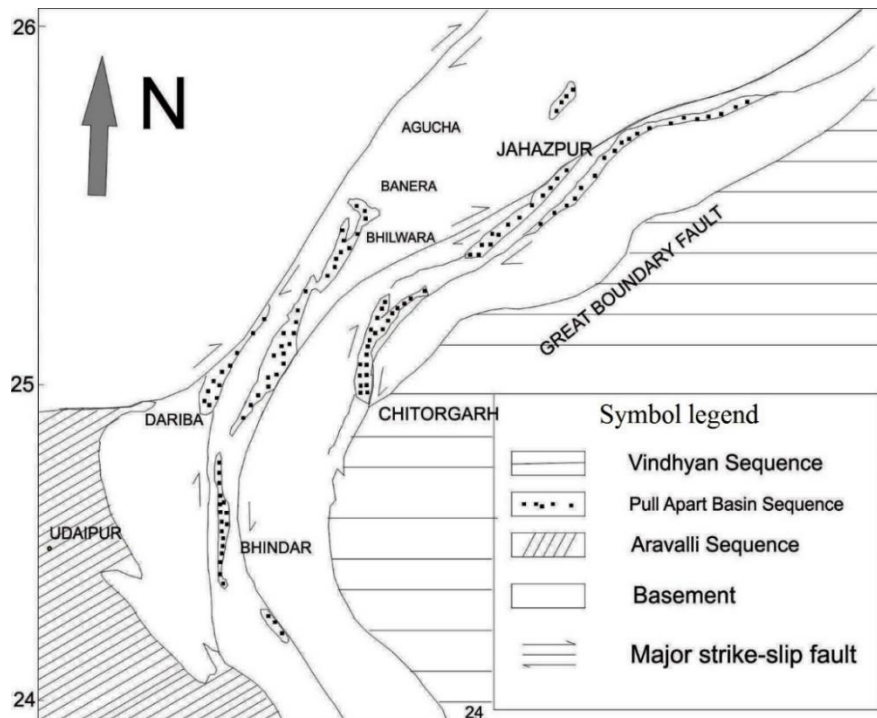 26
N
AGUCHA
JAHAZPUR
BANERA
BHILWARA
GREAT BOUNDARY FAULT
25
DARIBA
CHITORGARH
Symbol legend
Vindhyan Sequence
Pull Apart Basin Sequence
UDAIPUR
BHINDAR
Aravalli Sequence
Basement
Major strike-slip fault
24
24